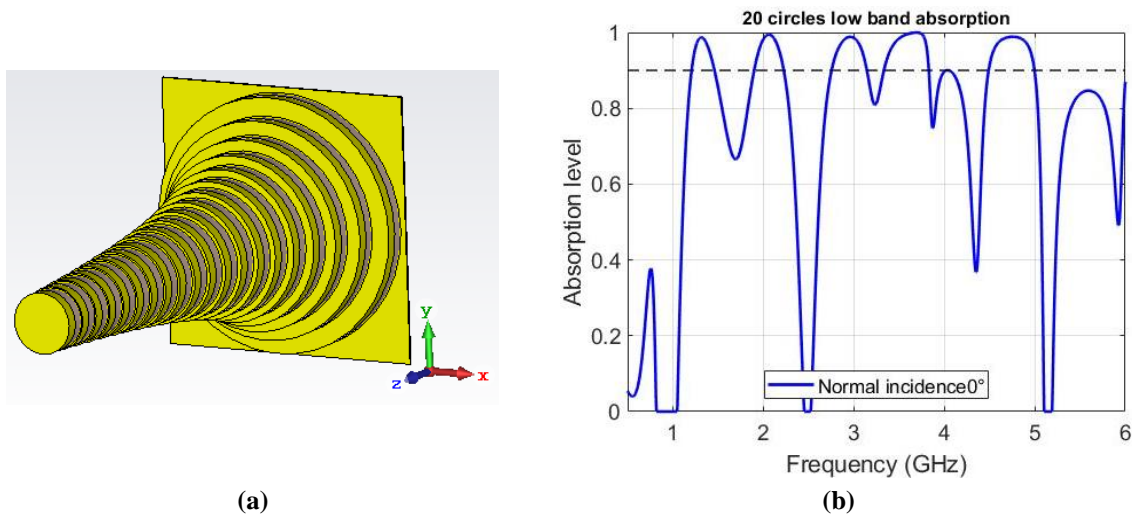 20 circles low band absorption
1
0.8
0.6
0.4
0.2
0
Absorption level
Normal incidence0°
1 2 3 4 5 6
Frequency (GHz)
y
z
x
(a)
(b)